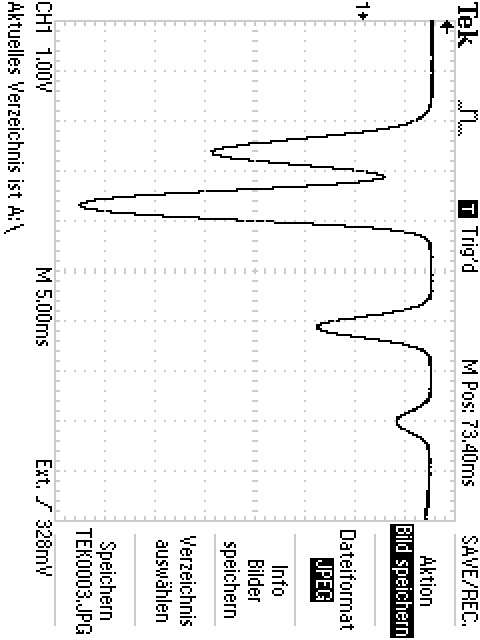 Tek
T Trig'd
M Pos: 73.40ms
SAVE/REC.
Aktion
Bild speichern
Dateiformat
JPEG
Info
Bilder
speichern
Verzeichnis
auswählen
Speichern
TEK0003.JPG
1
CH1 1.00V
M 5.00ms
Ext. / 328mV
Aktuelles Verzeichnis ist A:\